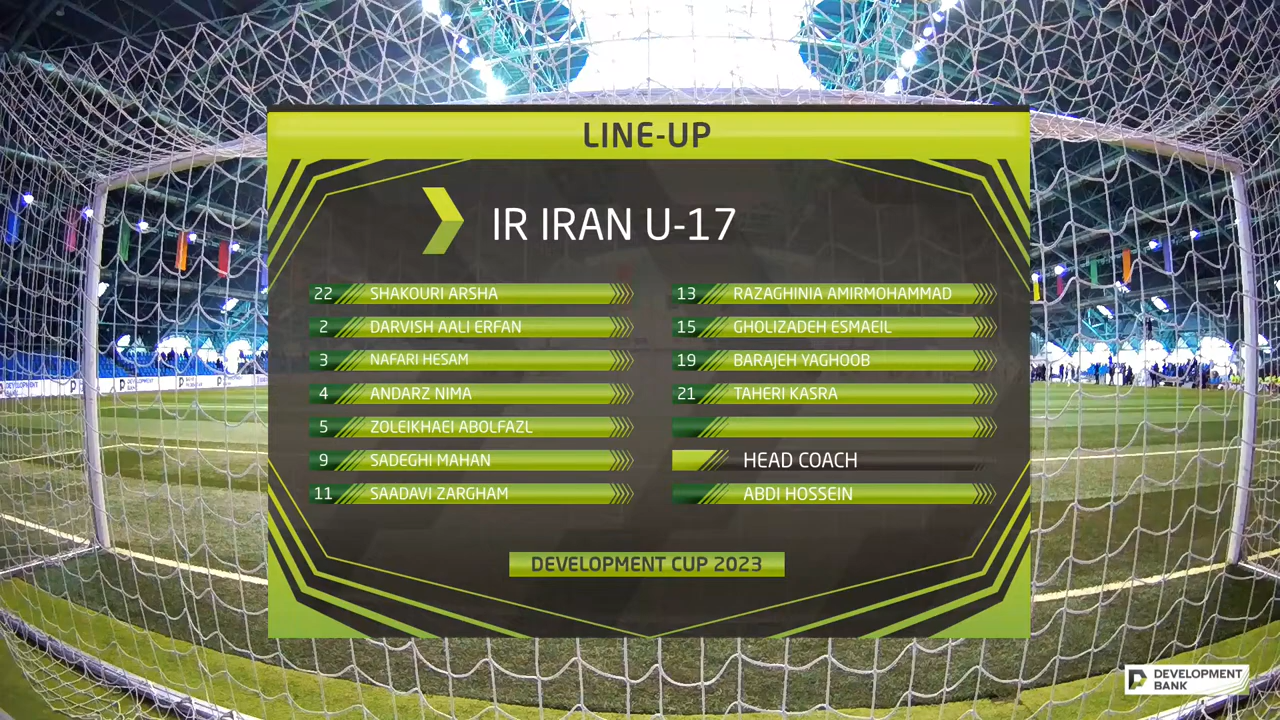 LINE-UP
IR IRAN U-17
22 SHAKOURI ARSHA
2 DARVISH AALI ERFAN
3 NAFARI HESAM
4 ANDARZ NIMA
5 ZOLEIKHAEI ABOLFAZL
9 SADEGHI MAHAN
11 SAADAVI ZARGHAM
13 RAZAGHINIA AMIRMOHAMMAD
15 GHOLIZADEH ESMAEIL
19 BARAJEH YAGHOOB
21 TAHERI KASRA
HEAD COACH
ABDI HOSSEIN
DEVELOPMENT CUP 2023
DEVELOPMENT
BANK